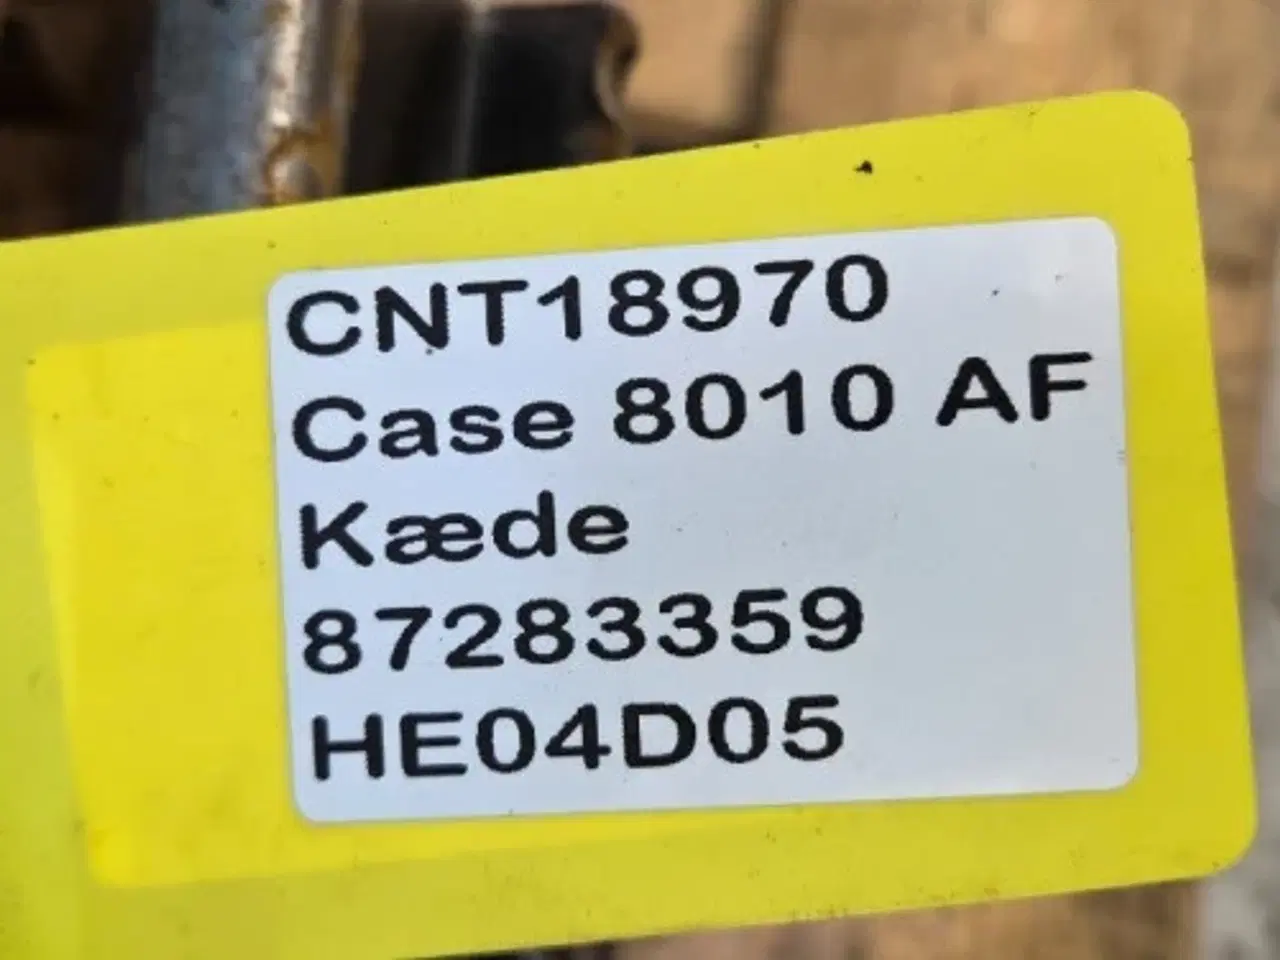 CNT18970
Case 8010 AF
Kæde
87283359
HE04D05